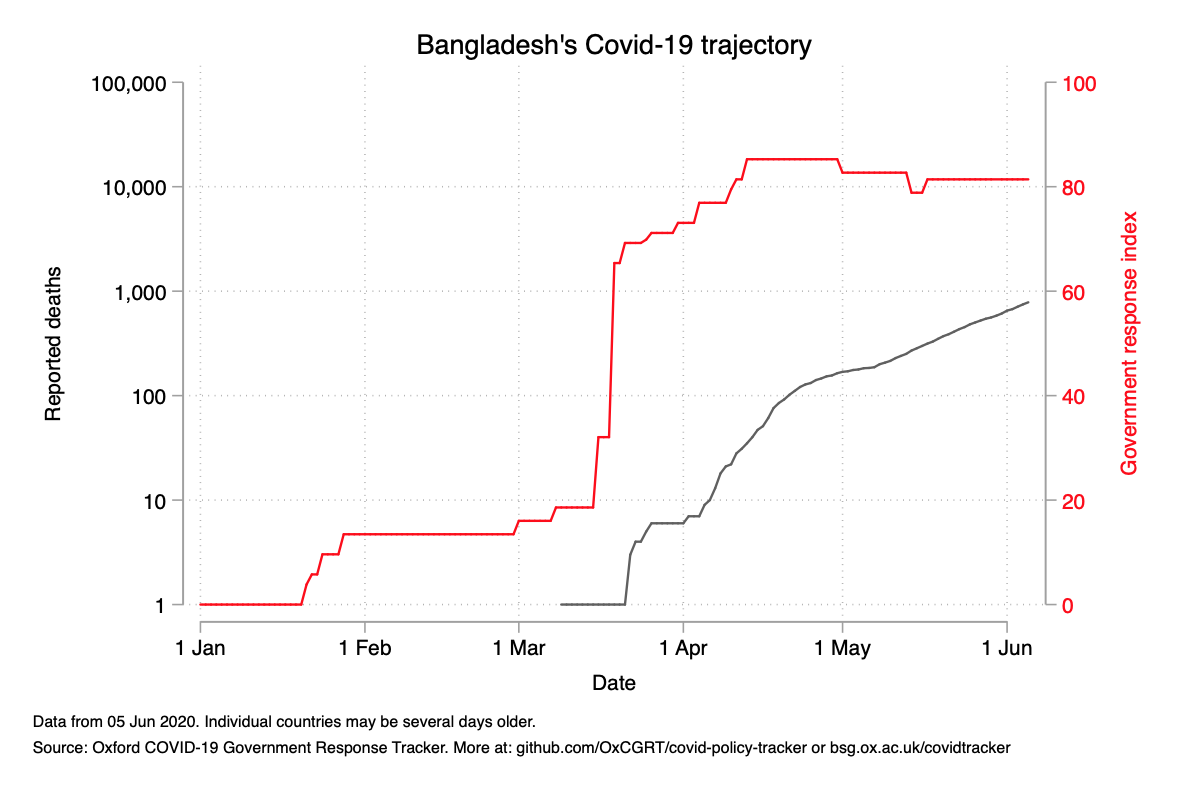 Bangladesh's Covid-19 trajectory
100,000
10,000
1,000
100
10
1
Reported deaths
100
80
60
40
20
0
Government response index
1 Jan
1 Feb
1 Mar
1 Apr
1 May
1 Jun
Date
Data from 05 Jun 2020. Individual countries may be several days older.
Source: Oxford COVID-19 Government Response Tracker. More at: github.com/OxCGRT/covid-policy-tracker or bsg.ox.ac.uk/covidtracker